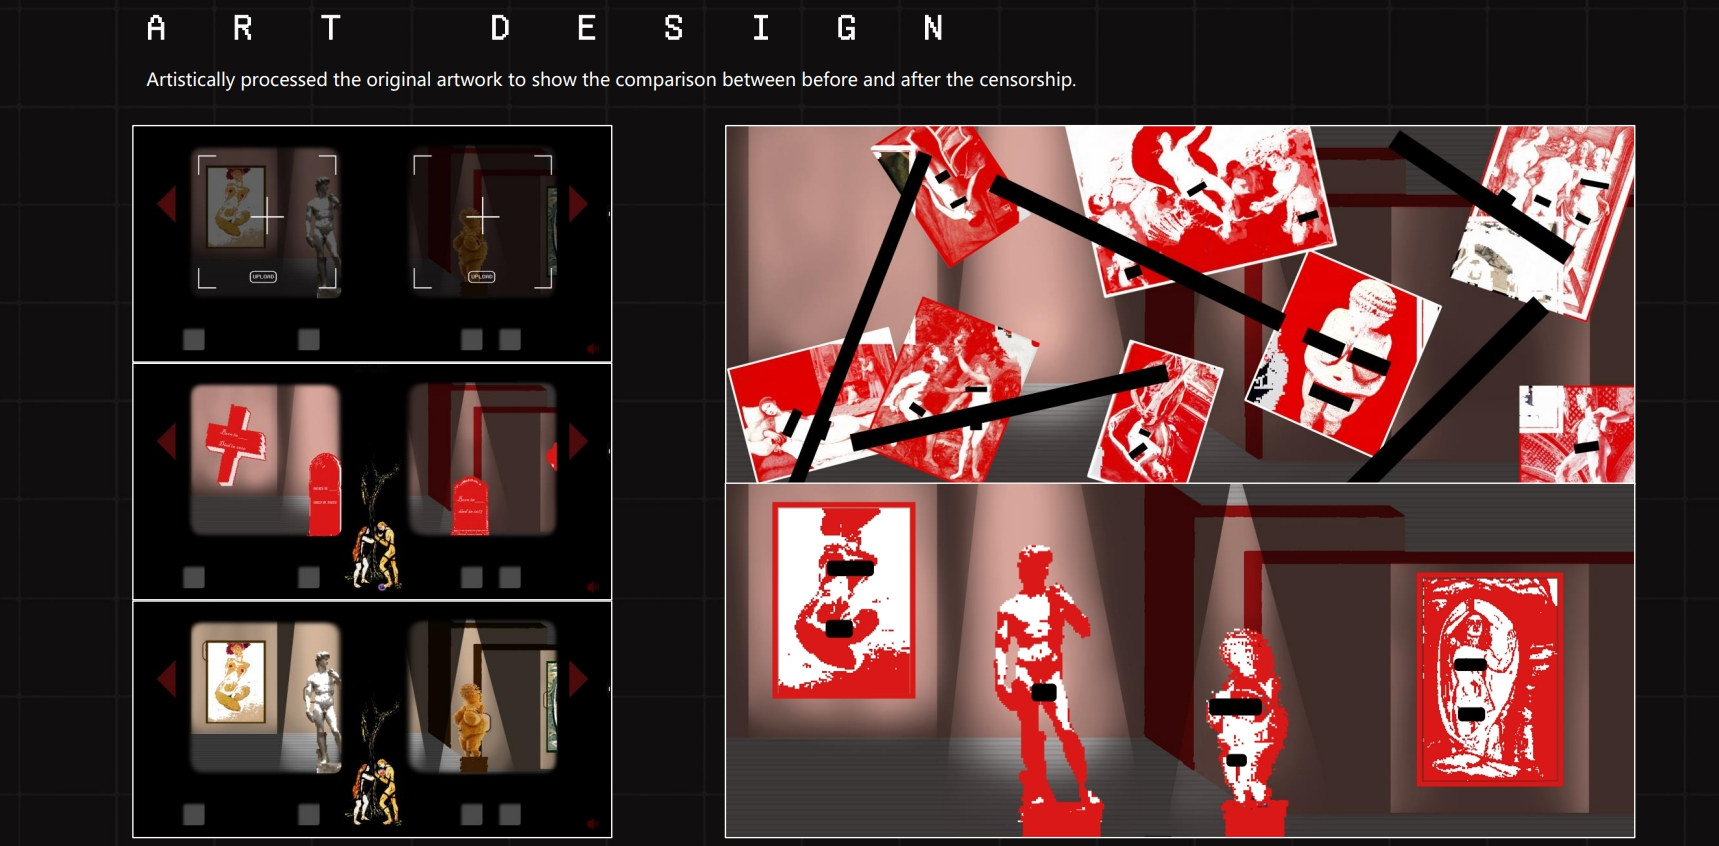 ART DESIGN
Artistically processed the original artwork to show the comparison between before and after the censorship.
UPLOAD
UPLOAD